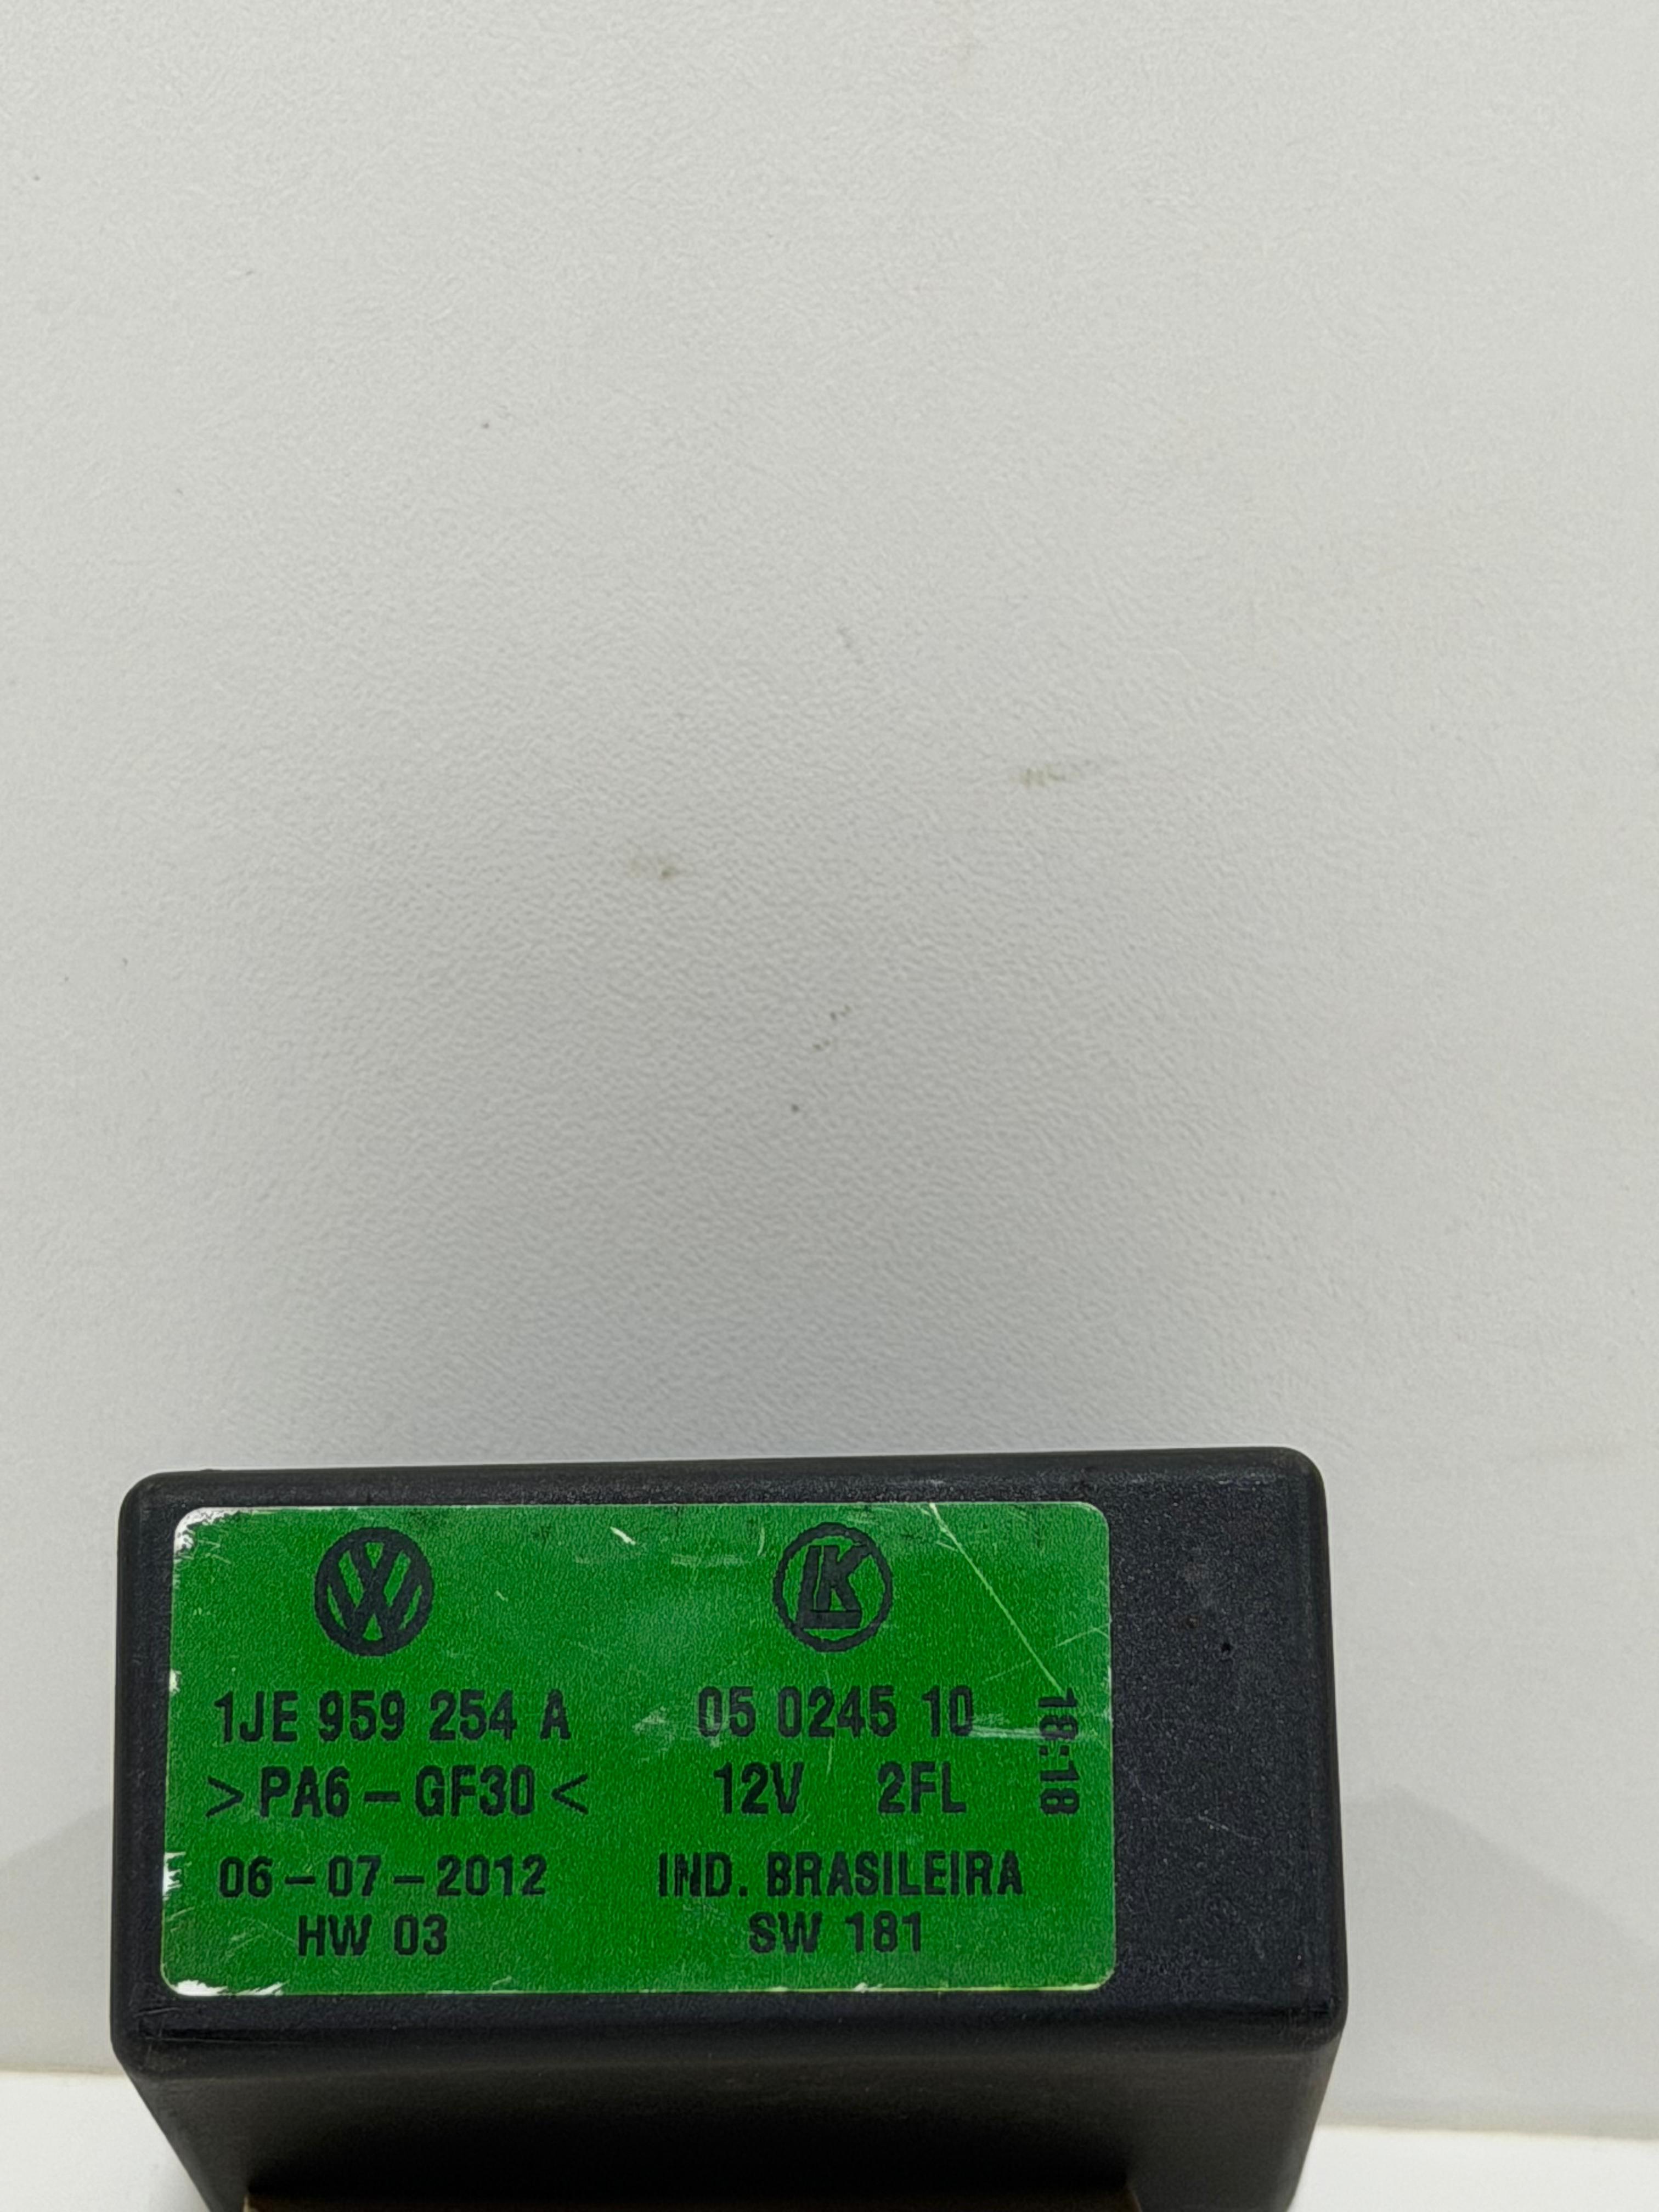 1JE 959 254 A
>PA6-GF30<
06-07-2012
HW 03
LK
05 0245 10
12V 2FL
IND. BRASILEIRA
SW 181
18:18